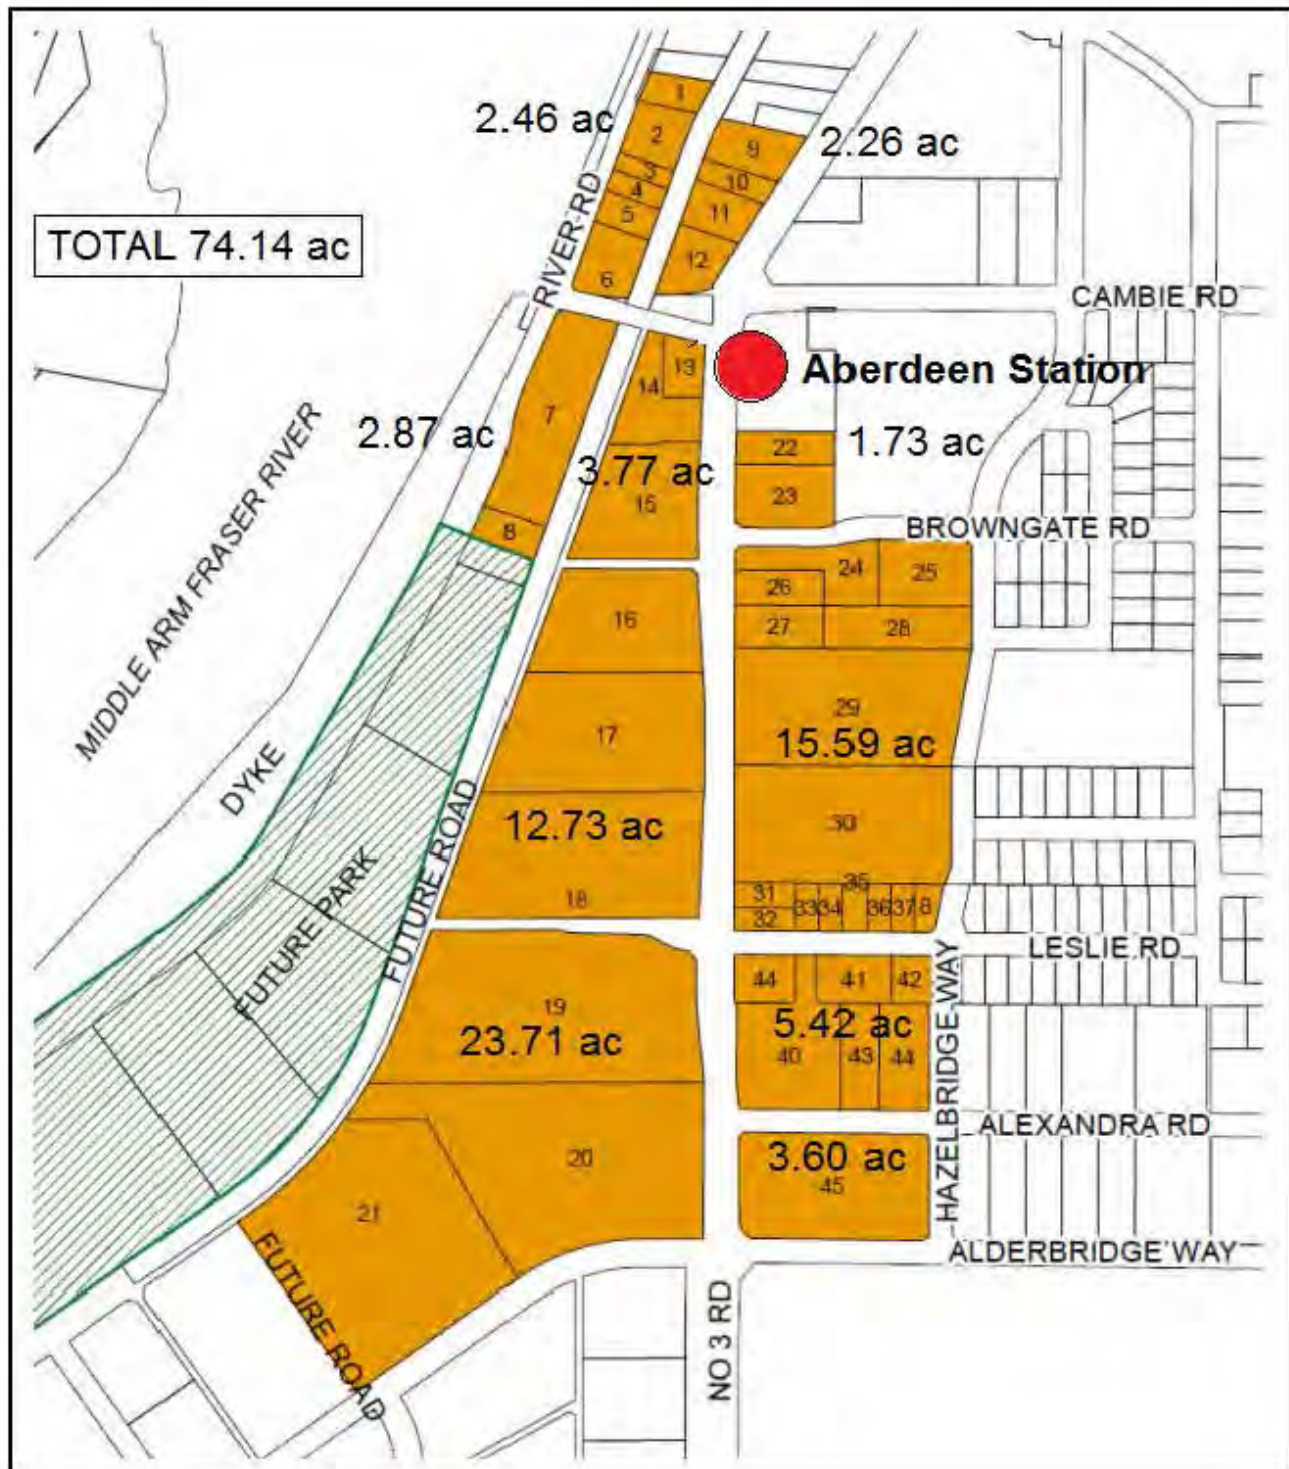 1
2.46 ac
2
9
2.26 ac
3
10
4
5
11
RIVER RD
TOTAL 74.14 ac
12
6
CAMBIE RD
13
Aberdeen Station
14
7
2.87 ac
22
1.73 ac
3.77 ac
15
23
8
BROWNGATE RD
24
25
26
16
27
28
MIDDLE ARM FRASER RIVER
29
17
15.59 ac
DYKE
12.73 ac
30
FUTURE ROAD
FUTURE PARK
18
35
31
32
33
34
36
37
8
LESLIE RD
HAZELBRIDGE WAY
44
41
42
19
23.71 ac
5.42 ac
40
43
44
ALEXANDRA RD
20
3.60 ac
45
21
ALDERBRIDGE WAY
FUTURE ROAD
NO 3 RD